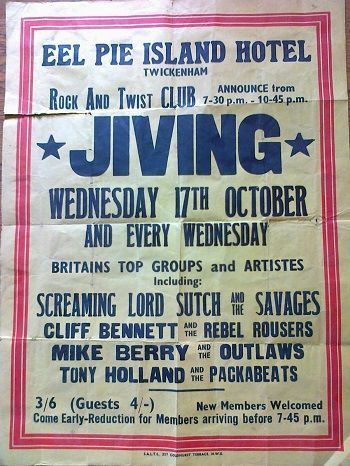 EEL PIE ISLAND HOTEL
TWICKENHAM
ROCK AND TWIST CLUB ANNOUNCE from 7-30 p.m. - 10-45 p.m.
JIVING
WEDNESDAY 17TH OCTOBER
AND EVERY WEDNESDAY
BRITAINS TOP GROUPS and ARTISTES
Including:
SCREAMING LORD SUTCH AND THE SAVAGES
CLIFF BENNETT AND THE REBEL ROUSERS
MIKE BERRY AND THE OUTLAWS
TONY HOLLAND AND THE PACKABEATS
3/6 (Guests 4/-) New Members Welcomed
Come Early-Reduction for Members arriving before 7-45 p.m.
TERRACE, N.W.6